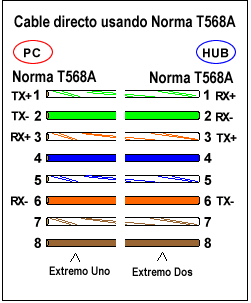 Cable directo usando Norma T568A
PC HUB
Norma T568A Norma T568A
TX+ 1 1 RX+
TX- 2 2 RX-
RX+ 3 3 TX+
4 4
5 5
RX- 6 6 TX-
7 7
8 8
Extremo Uno Extremo Dos